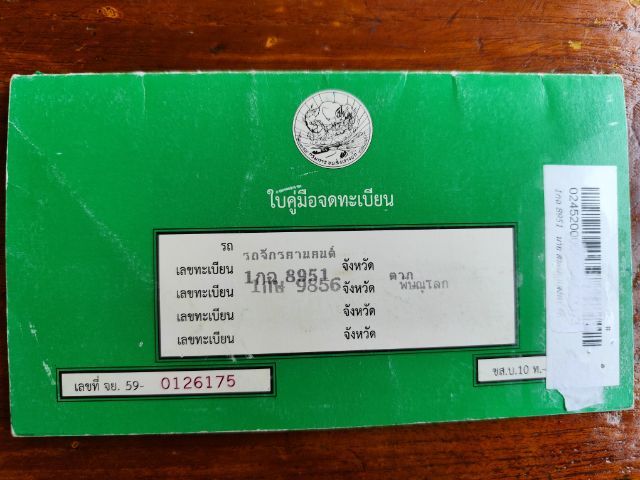 ใบคู่มือจดทะเบียน
รถ รถจักรยานยนต์
เลขทะเบียน 1กฉ 8951 จังหวัด ตาก
เลขทะเบียน 1กษ 9856 จังหวัด พิษณุโลก
เลขทะเบียน จังหวัด
เลขทะเบียน จังหวัด
เลขที่ จย. 59- 0126175
ขส.บ.10 ท.-
0245200
8951